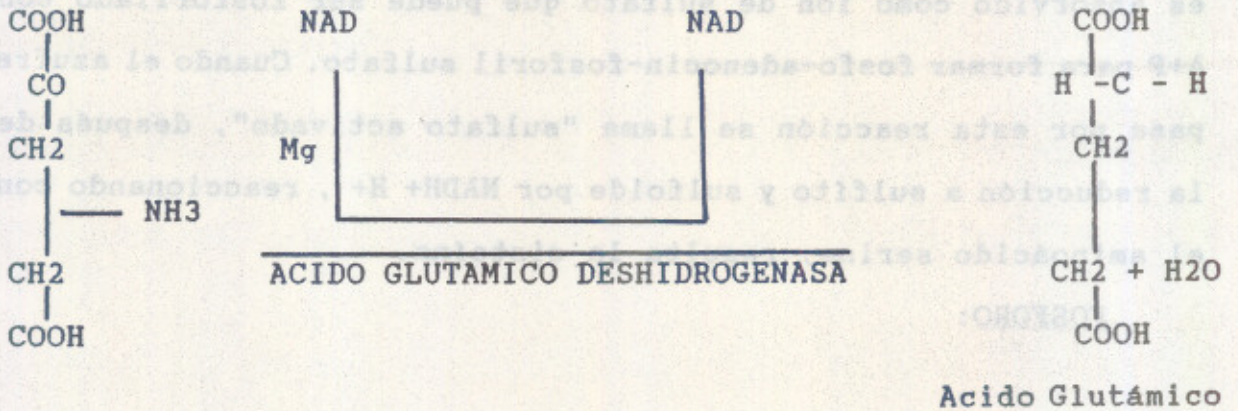 COOH NAD NAD COOH
CO H - C - H
CH2 Mg CH2
NH3
CH2 ACIDO GLUTAMICO DESHIDROGENASA CH2 + H2O
COOH COOH
Acido Glutámico